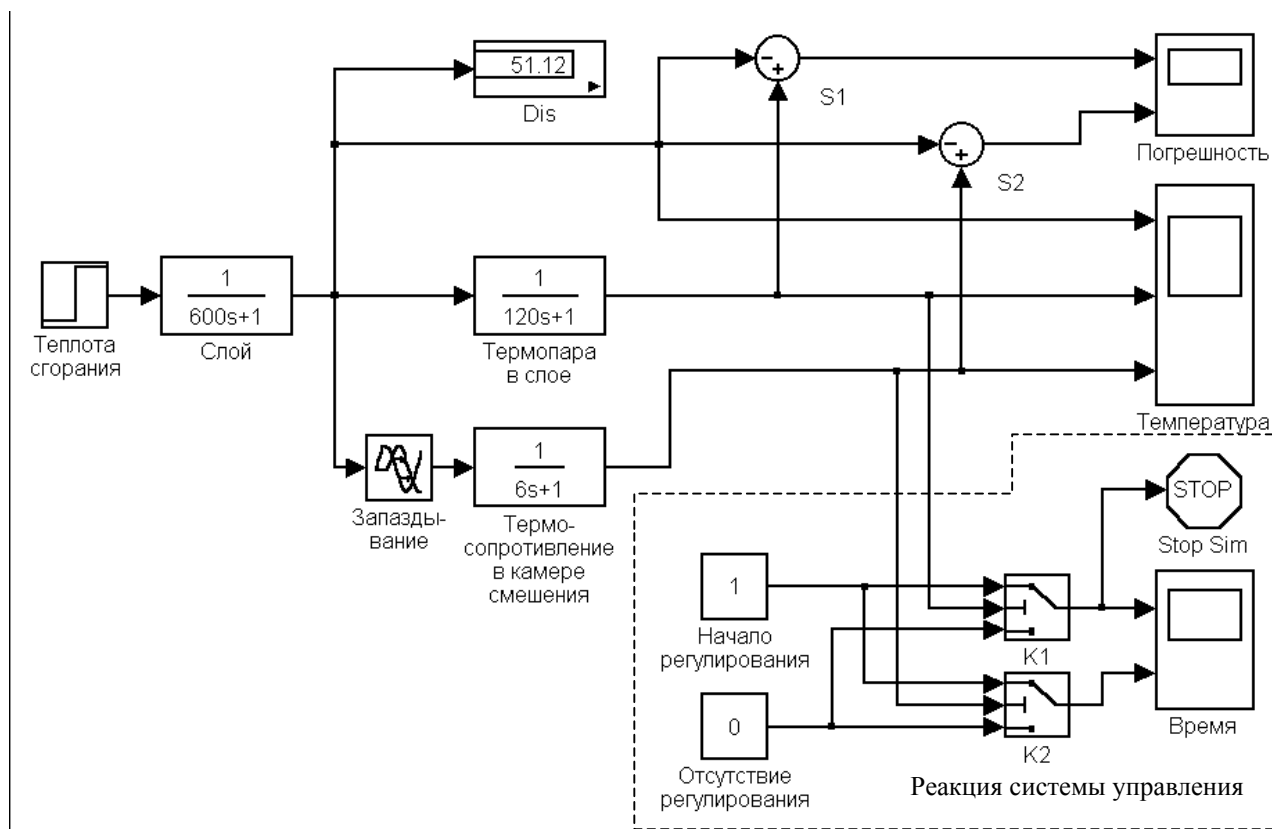 51.12
Dis
S1
S2
Погрешность
Теплота
сгорания
1
600s+1
Слой
1
120s+1
Термопара
в слое
Температура
Запазды-
вание
1
6s+1
Термо-
сопротивление
в камере
смешения
STOP
Stop Sim
1
Начало
регулирования
K1
0
Отсутствие
регулирования
K2
Время
Реакция системы управления